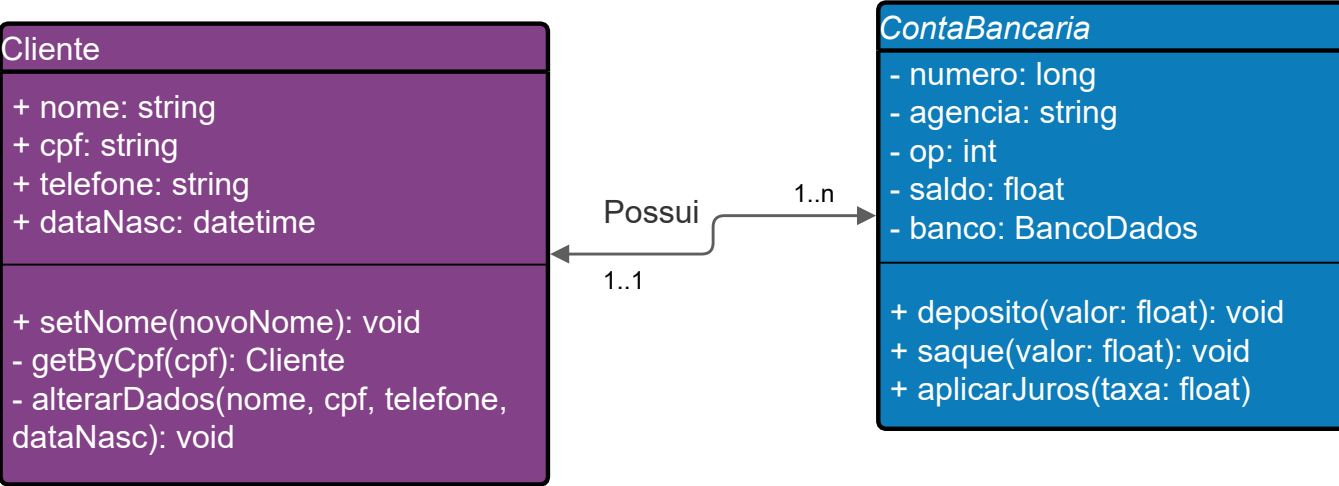 Cliente
+ nome: string
+ cpf: string
+ telefone: string
+ dataNasc: datetime
+ setNome(novoNome): void
- getByCpf(cpf): Cliente
- alterarDados(nome, cpf, telefone,
dataNasc): void
Possui
1..n
1..1
ContaBancaria
- numero: long
- agencia: string
- op: int
- saldo: float
- banco: BancoDados
+ deposito(valor: float): void
+ saque(valor: float): void
+ aplicarJuros(taxa: float)